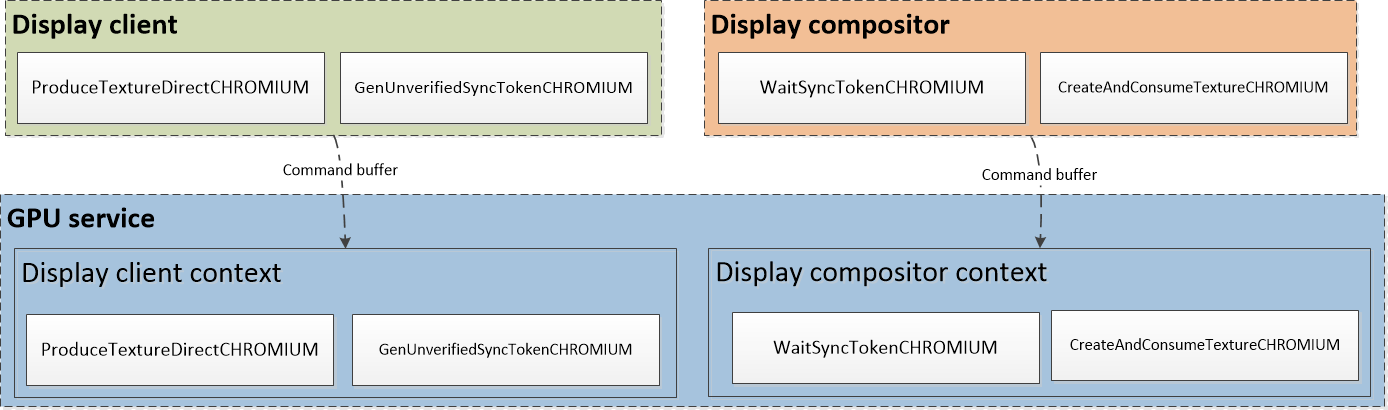 Display client
ProduceTextureDirectCHROMIUM
GenUnverifiedSyncTokenCHROMIUM
Display compositor
WaitSyncTokenCHROMIUM
CreateAndConsumeTextureCHROMIUM
Command buffer
Command buffer
GPU service
Display client context
ProduceTextureDirectCHROMIUM
GenUnverifiedSyncTokenCHROMIUM
Display compositor context
WaitSyncTokenCHROMIUM
CreateAndConsumeTextureCHROMIUM